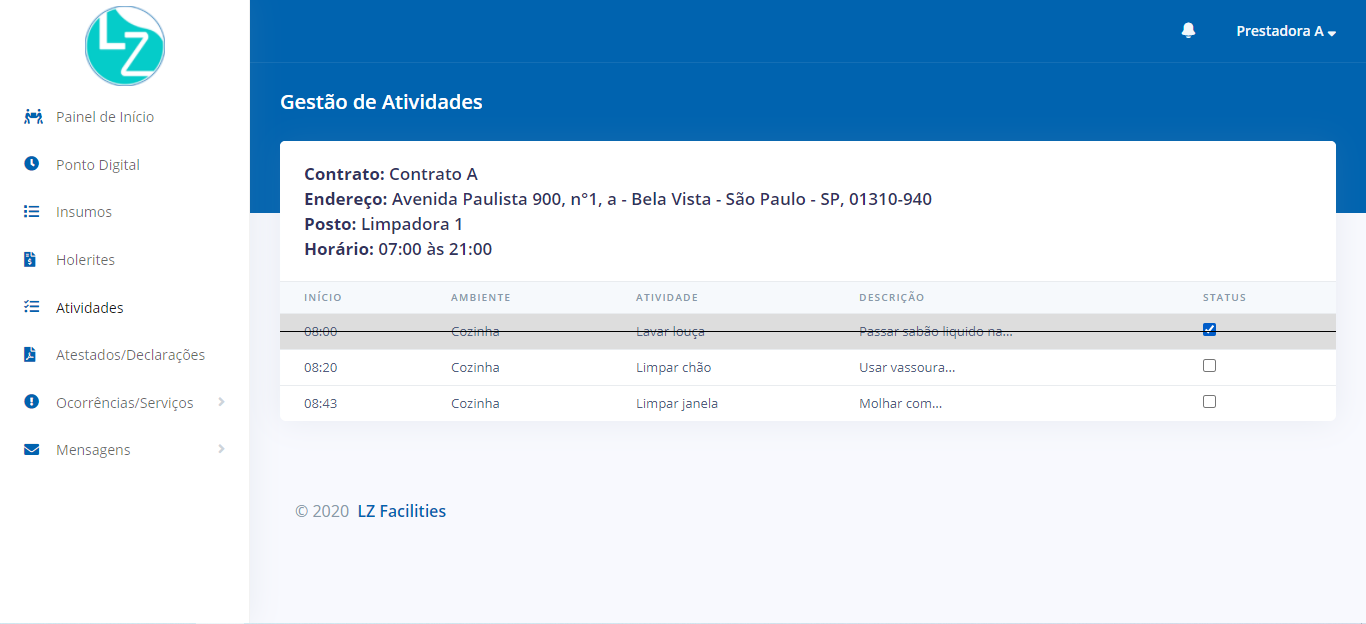 LZ
Prestadora A
Painel de Início
Ponto Digital
Insumos
Holerites
Atividades
Atestados/Declarações
Ocorrências/Serviços
Mensagens
Gestão de Atividades
Contrato: Contrato A
Endereço: Avenida Paulista 900, n°1, a - Bela Vista - São Paulo - SP, 01310-940
Posto: Limpadora 1
Horário: 07:00 às 21:00
INÍCIO AMBIENTE ATIVIDADE DESCRIÇÃO STATUS
08:00 Cozinha Lavar louça Passar sabão liquido na...
08:20 Cozinha Limpar chão Usar vassoura...
08:43 Cozinha Limpar janela Molhar com...
© 2020 LZ Facilities